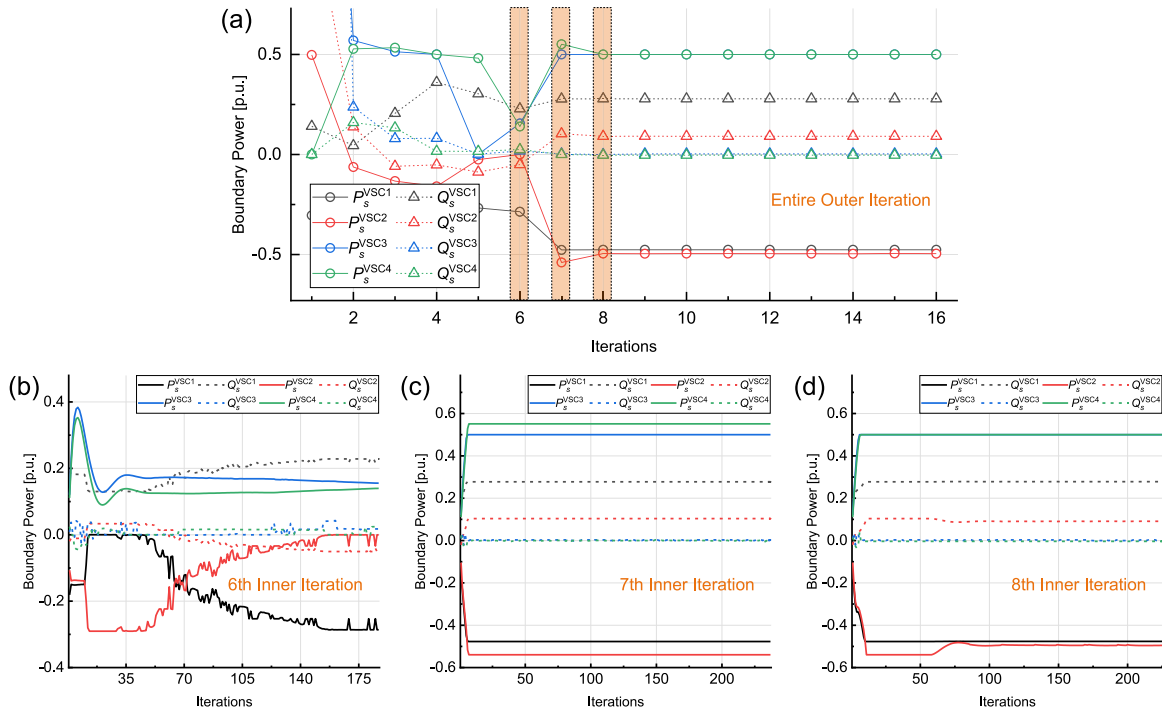 (a)
Boundary Power [p.u.]
0.5
0.0
-0.5
P_s^VSC1 Q_s^VSC1
P_s^VSC2 Q_s^VSC2
P_s^VSC3 Q_s^VSC3
P_s^VSC4 Q_s^VSC4
Entire Outer Iteration
2 4 6 8 10 12 14 16
Iterations
(b)
P_s^VSC1 Q_s^VSC1 P_s^VSC2 Q_s^VSC2
P_s^VSC3 Q_s^VSC3 P_s^VSC4 Q_s^VSC4
Boundary Power [p.u.]
0.4
0.2
0.0
-0.2
-0.4
6th Inner Iteration
35 70 105 140 175
Iterations
(c)
P_s^VSC1 Q_s^VSC1 P_s^VSC2 Q_s^VSC2
P_s^VSC3 Q_s^VSC3 P_s^VSC4 Q_s^VSC4
Boundary Power [p.u.]
0.6
0.4
0.2
0.0
-0.2
-0.4
-0.6
7th Inner Iteration
50 100 150 200
Iterations
(d)
P_s^VSC1 Q_s^VSC1 P_s^VSC2 Q_s^VSC2
P_s^VSC3 Q_s^VSC3 P_s^VSC4 Q_s^VSC4
Boundary Power [p.u.]
0.6
0.4
0.2
0.0
-0.2
-0.4
-0.6
8th Inner Iteration
50 100 150 200
Iterations